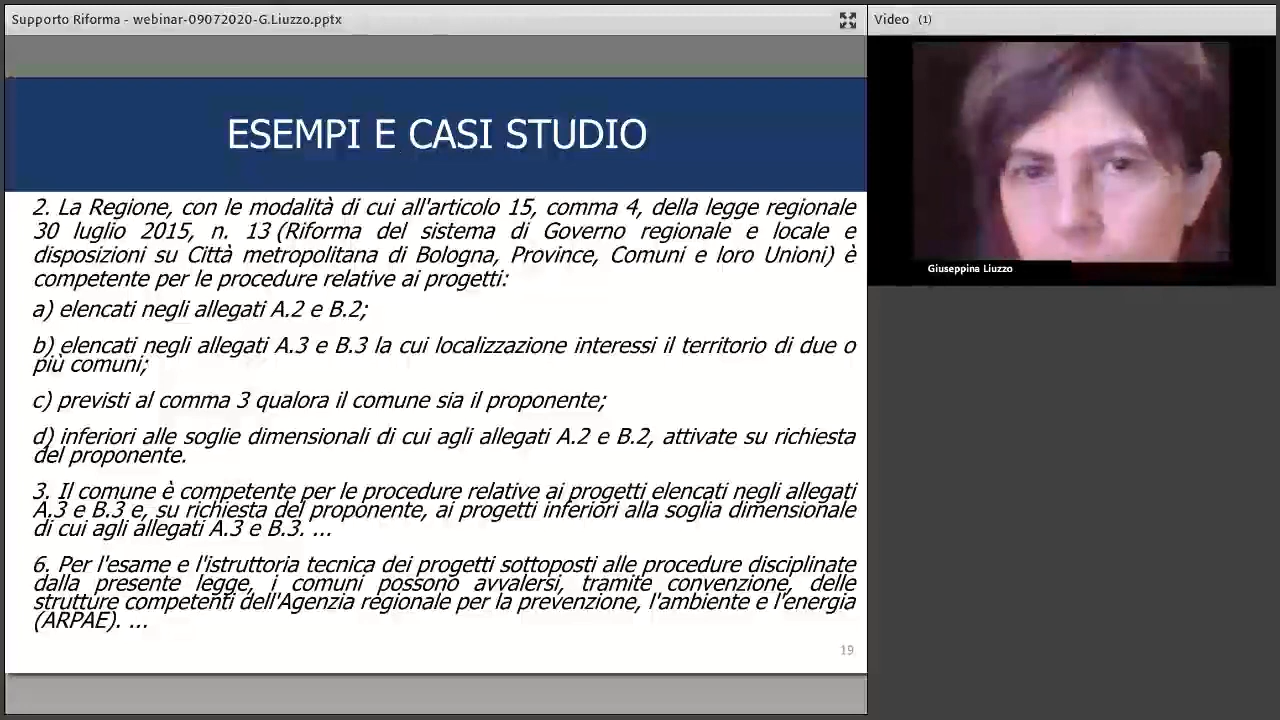 Supporto Riforma - webinar-09072020-G.Liuzzo.pptx
Video (1)
ESEMPI E CASI STUDIO
2. La Regione, con le modalità di cui all'articolo 15, comma 4, della legge regionale
30 luglio 2015, n. 13 (Riforma del sistema di Governo regionale e locale e
disposizioni su Città metropolitana di Bologna, Province, Comuni e loro Unioni) è
competente per le procedure relative ai progetti:
a) elencati negli allegati A.2 e B.2;
b) elencati negli allegati A.3 e B.3 la cui localizzazione interessi il territorio di due o
più comuni;
c) previsti al comma 3 qualora il comune sia il proponente;
d) inferiori alle soglie dimensionali di cui agli allegati A.2 e B.2, attivate su richiesta
del proponente.
3. Il comune è competente per le procedure relative ai progetti elencati negli allegati
A.3 e B.3 e, su richiesta del proponente, ai progetti inferiori alla soglia dimensionale
di cui agli allegati A.3 e B.3. ...
6. Per l'esame e l'istruttoria tecnica dei progetti sottoposti alle procedure disciplinate
dalla presente legge, i comuni possono avvalersi, tramite convenzione, delle
strutture competenti dell'Agenzia regionale per la prevenzione, l'ambiente e l'energia
(ARPAE). ...
19
Giuseppina Liuzzo